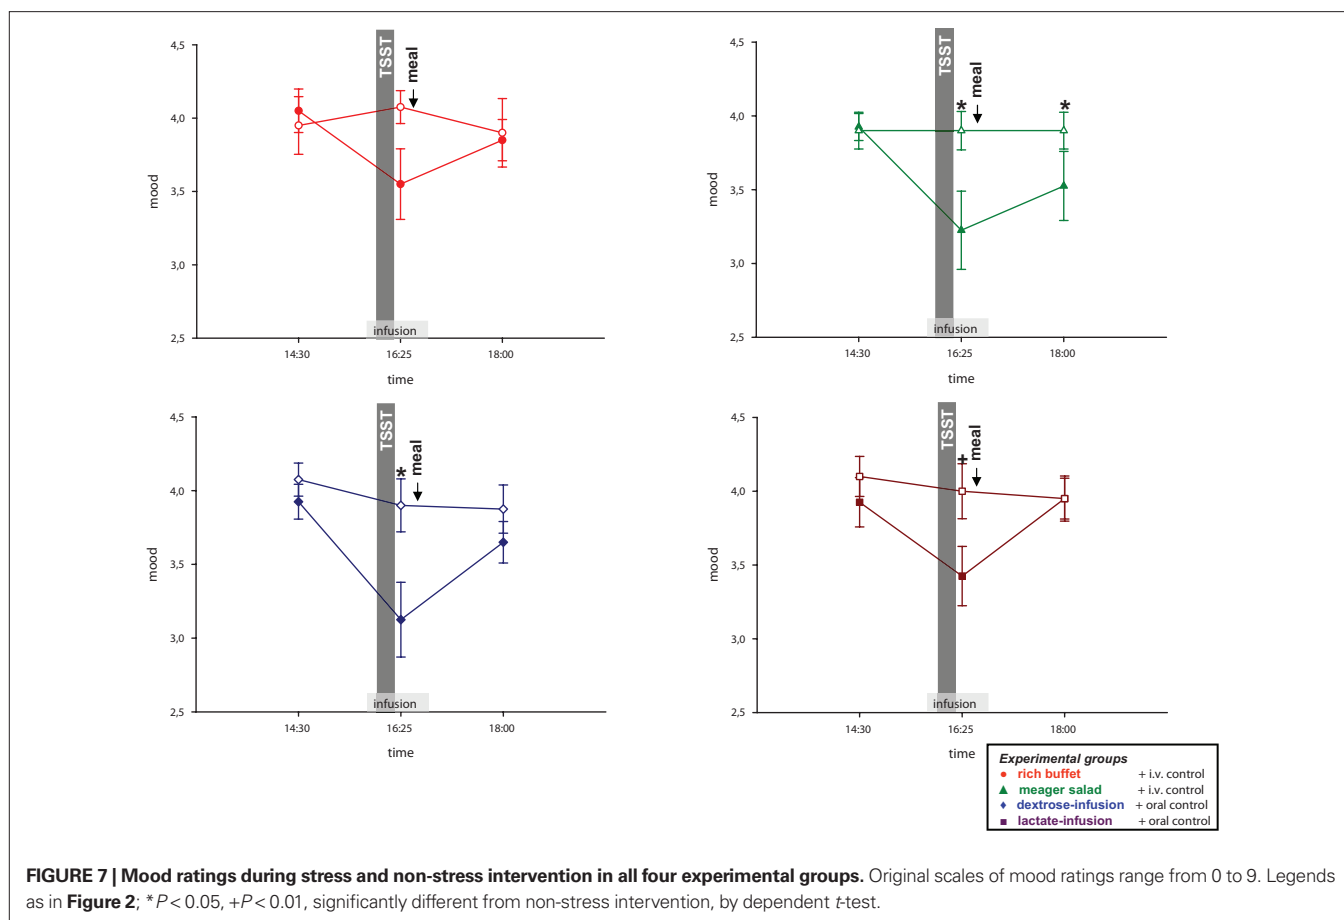 4,5
4,0
3,5
3,0
2,5
mood
TSST
meal
infusion
14:30 16:25 18:00
time
4,5
4,0
3,5
3,0
2,5
mood
TSST
* meal *
infusion
14:30 16:25 18:00
time
4,5
4,0
3,5
3,0
2,5
mood
TSST
* meal
infusion
14:30 16:25 18:00
time
4,5
4,0
3,5
3,0
2,5
mood
TSST
+ meal
infusion
14:30 16:25 18:00
time
Experimental groups
rich buffet + i.v. control
meager salad + i.v. control
dextrose-infusion + oral control
lactate-infusion + oral control
FIGURE 7 | Mood ratings during stress and non-stress intervention in all four experimental groups. Original scales of mood ratings range from 0 to 9. Legends
as in Figure 2; *P < 0.05, +P < 0.01, significantly different from non-stress intervention, by dependent t-test.